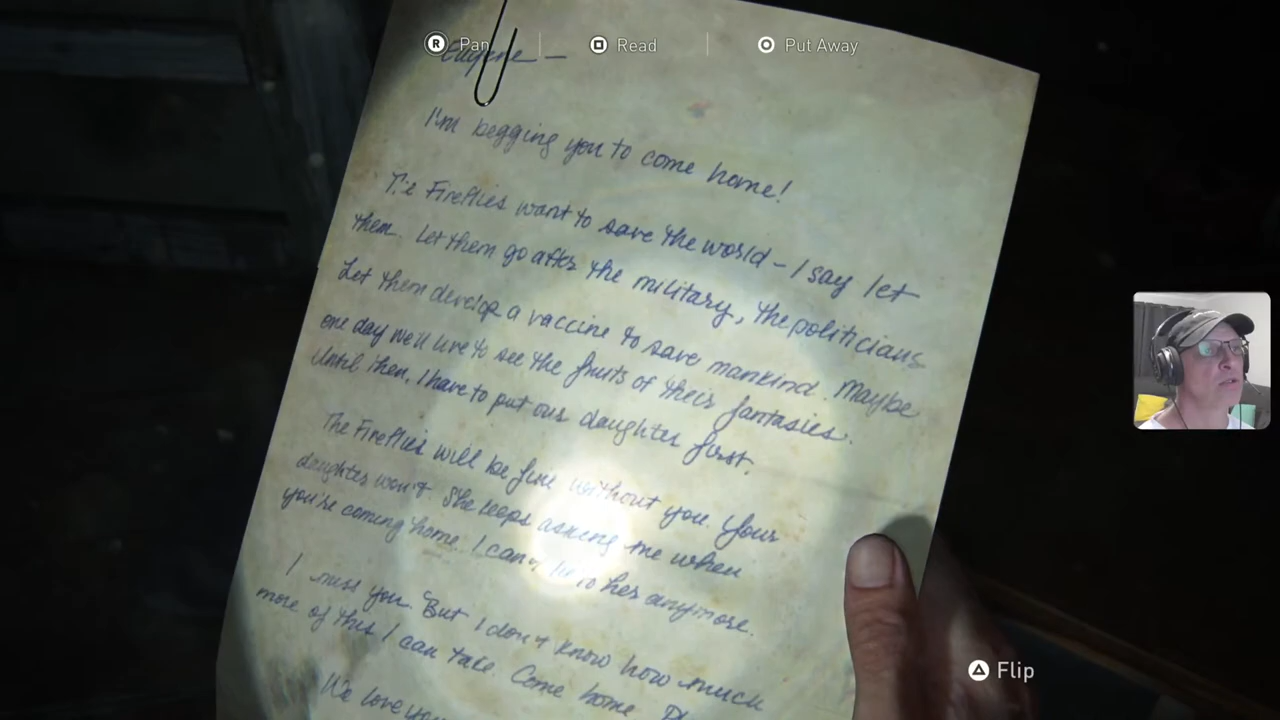 R Pan
Read
Put Away
Eugene —
I'm begging you to come home!
The Fireflies want to save the world – I say let
them. Let them go after the military, the politicians
Let them develop a vaccine to save mankind. Maybe
one day we'll live to see the fruits of their fantasies.
Until then, I have to put our daughter first.
The Fireflies will be fine without you. Your
daughter won't. She keeps asking me when
you're coming home. I can't lie to her anymore.
I miss you. But I don't know how much
more of this I can take. Come home.
We love you
Flip